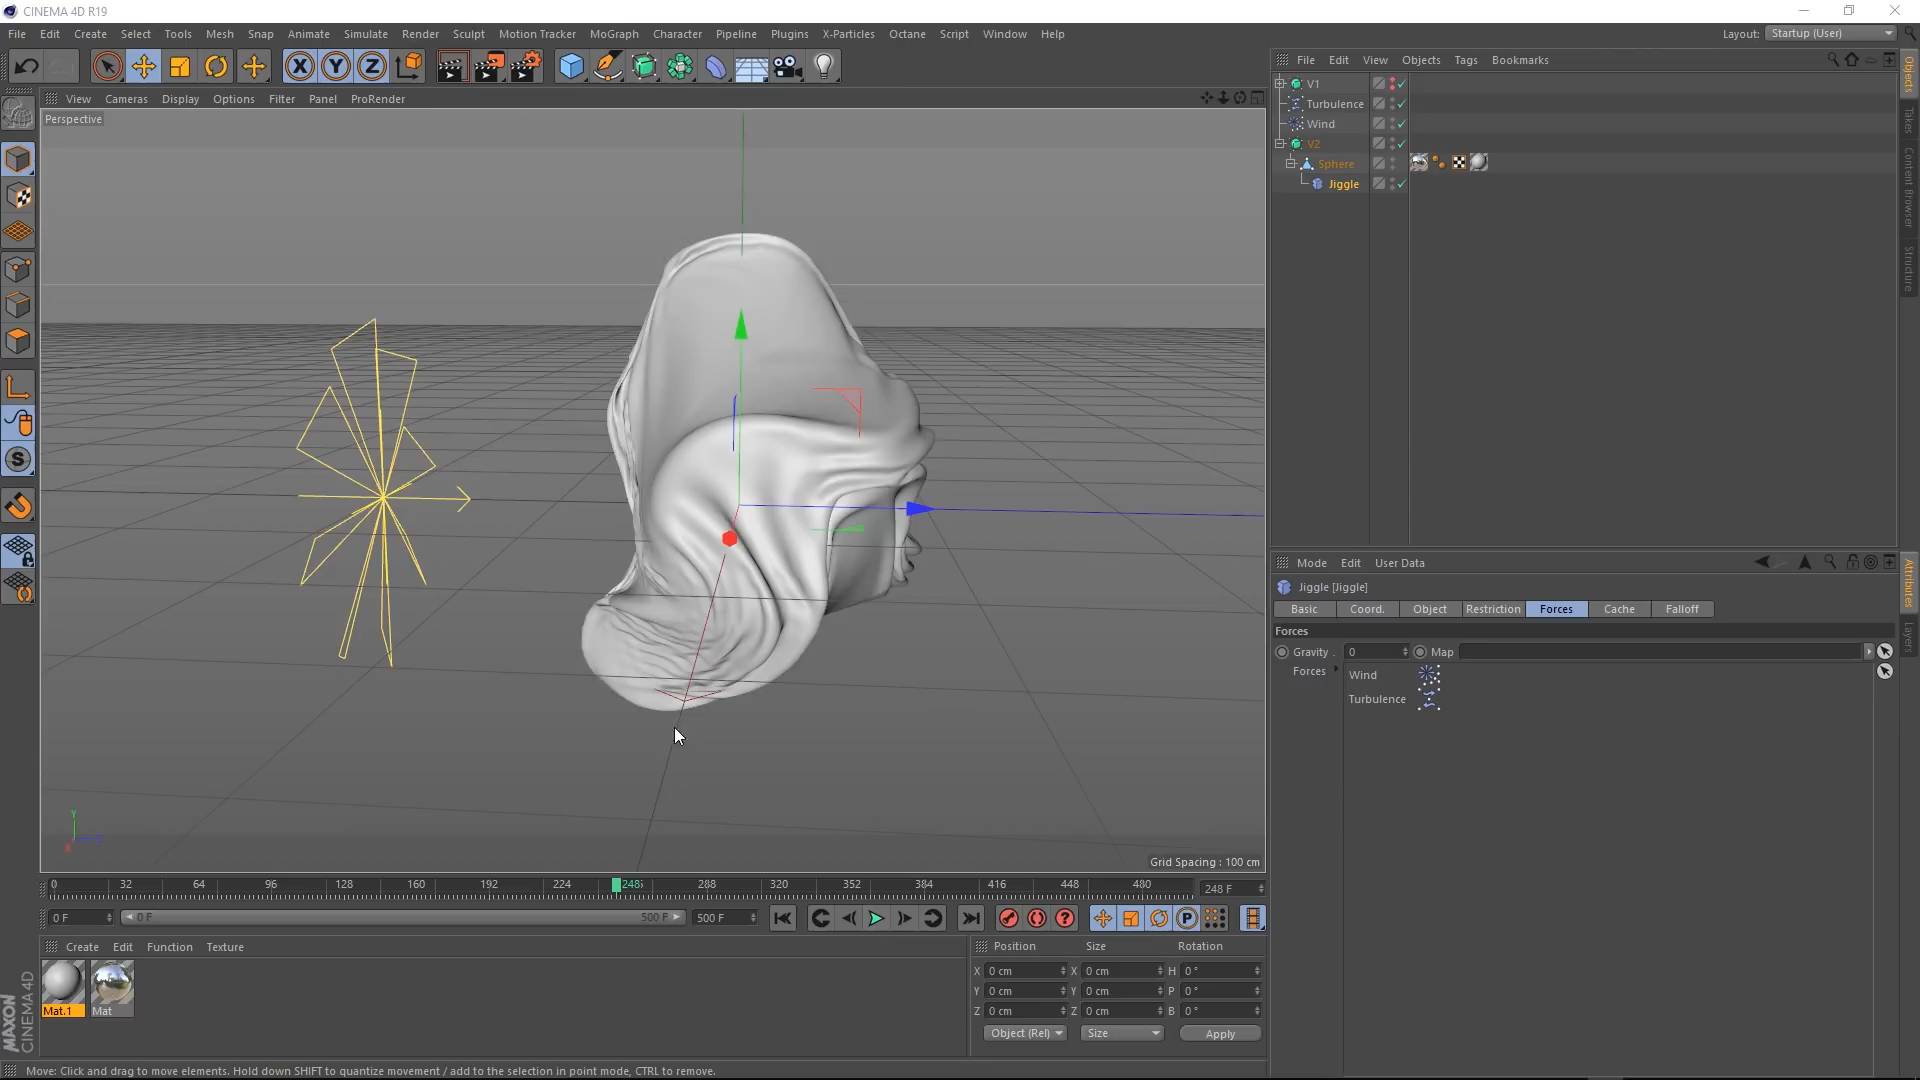 CINEMA 4D R19
File Edit Create Select Tools Mesh Snap Animate Simulate Render Sculpt Motion Tracker MoGraph Character Pipeline Plugins X-Particles Octane Script Window Help
Layout: Startup (User)
View Cameras Display Options Filter Panel ProRender
Perspective
X Y Z
S
Y
X
Grid Spacing : 100 cm
0 32 64 96 128 160 192 224 248 288 320 352 384 416 448 480
248 F
0 F
0 F
500 F
500 F
P
Create Edit Function Texture
Mat.1
Mat
MAXON
CINEMA 4D
Position Size Rotation
X 0 cm X 0 cm H 0 °
Y 0 cm Y 0 cm P 0 °
Z 0 cm Z 0 cm B 0 °
Object (Rel) Size Apply
Move: Click and drag to move elements. Hold down SHIFT to quantize movement / add to the selection in point mode, CTRL to remove.
File Edit View Objects Tags Bookmarks
V1
Turbulence
Wind
V2
Sphere
Jiggle
Objects
Takes
Content Browser
Structure
Mode Edit User Data
Jiggle [Jiggle]
Basic Coord. Object Restriction Forces Cache Falloff
Forces
Gravity . 0 Map
Forces
Wind
Turbulence
Attributes
Layers